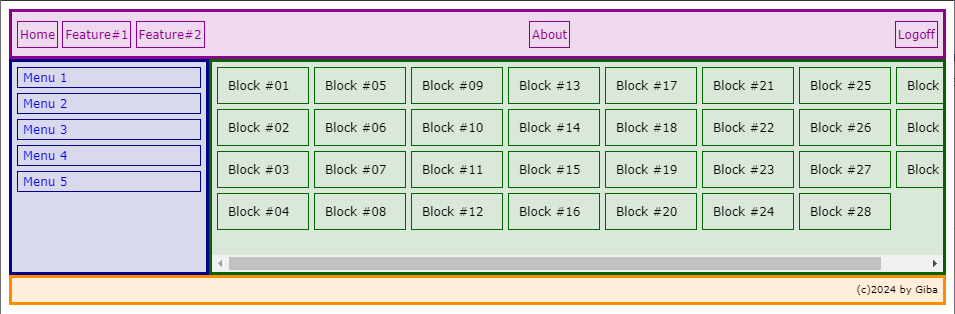 Home Feature#1 Feature#2 About Logoff
Menu 1
Menu 2
Menu 3
Menu 4
Menu 5
Block #01 Block #05 Block #09 Block #13 Block #17 Block #21 Block #25 Block
Block #02 Block #06 Block #10 Block #14 Block #18 Block #22 Block #26 Block
Block #03 Block #07 Block #11 Block #15 Block #19 Block #23 Block #27 Block
Block #04 Block #08 Block #12 Block #16 Block #20 Block #24 Block #28
(c)2024 by Giba